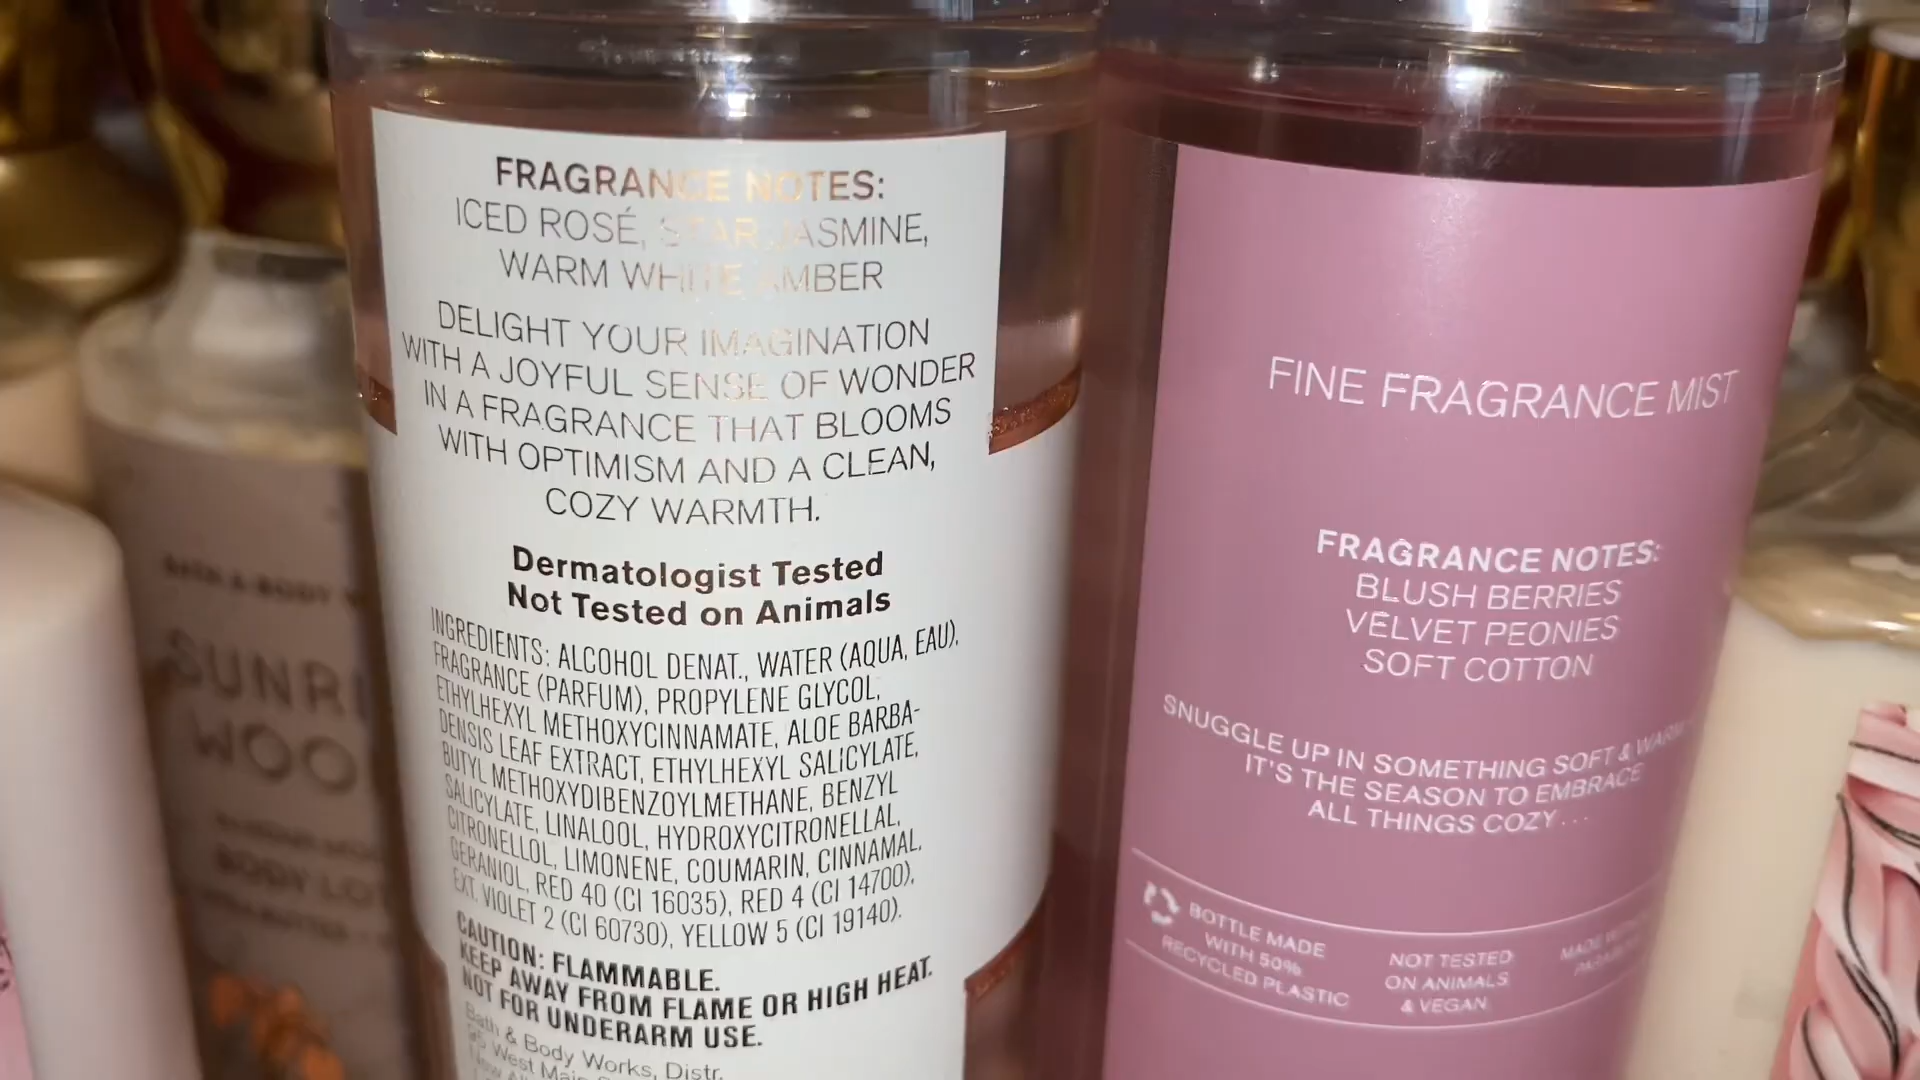 FRAGRANCE NOTES:
ICED ROSÉ, STAR JASMINE,
WARM WHITE AMBER
DELIGHT YOUR IMAGINATION
WITH A JOYFUL SENSE OF WONDER
IN A FRAGRANCE THAT BLOOMS
WITH OPTIMISM AND A CLEAN,
COZY WARMTH.
Dermatologist Tested
Not Tested on Animals
INGREDIENTS: ALCOHOL DENAT., WATER (AQUA, EAU),
FRAGRANCE (PARFUM), PROPYLENE GLYCOL,
ETHYLHEXYL METHOXYCINNAMATE, ALOE BARBA-
DENSIS LEAF EXTRACT, ETHYLHEXYL SALICYLATE,
BUTYL METHOXYDIBENZOYLMETHANE, BENZYL
SALICYLATE, LINALOOL, HYDROXYCITRONELLAL,
CITRONELLOL, LIMONENE, COUMARIN, CINNAMAL,
GERANIOL, RED 40 (CI 16035), RED 4 (CI 14700),
EXT. VIOLET 2 (CI 60730), YELLOW 5 (CI 19140).
CAUTION: FLAMMABLE.
KEEP AWAY FROM FLAME OR HIGH HEAT.
NOT FOR UNDERARM USE.
Bath & Body Works, Distr.
West
FINE FRAGRANCE MIST
FRAGRANCE NOTES:
BLUSH BERRIES
VELVET PEONIES
SOFT COTTON
SNUGGLE UP IN SOMETHING SOFT & WARM
IT'S THE SEASON TO EMBRACE
ALL THINGS COZY...
BOTTLE MADE
WITH 50%
RECYCLED PLASTIC
NOT TESTED
ON ANIMALS
& VEGAN
MADE
BATH & BODY
BODY